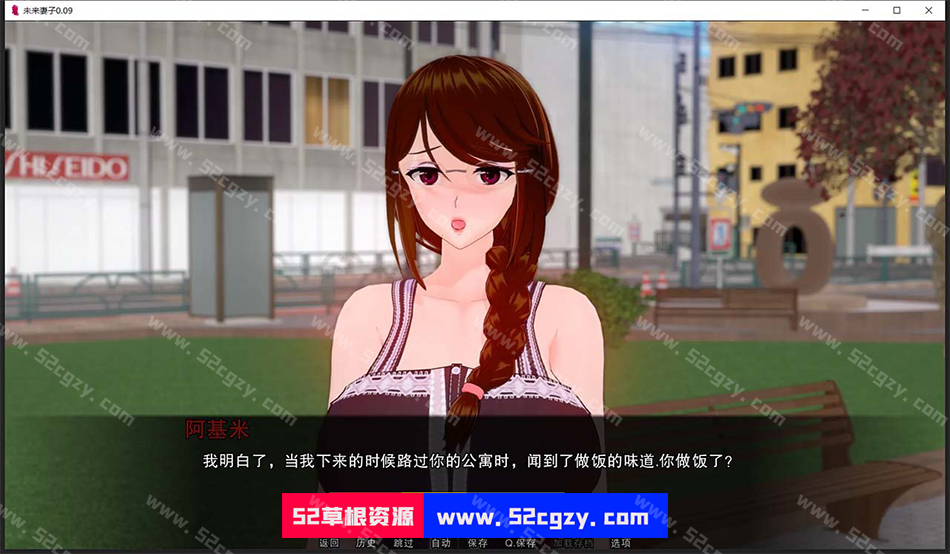 未来妻子0.09
SHISEIDO
阿基米
我明白了，当我下来的时候路过你的公寓时，闻到了做饭的味道.你做饭了?
52草根资源 www.52cgzy.com
返回 历史 跳过 自动 保存 Q.保存 加载存档 选项
www.52cgzy.com